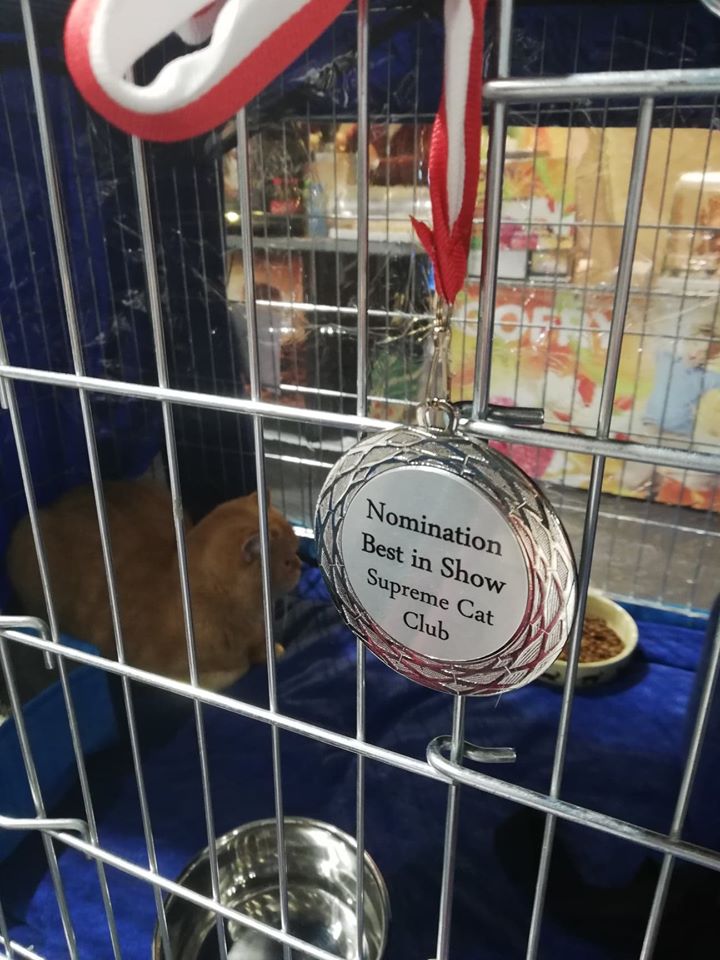 Nomination
Best in Show
Supreme Cat
Club